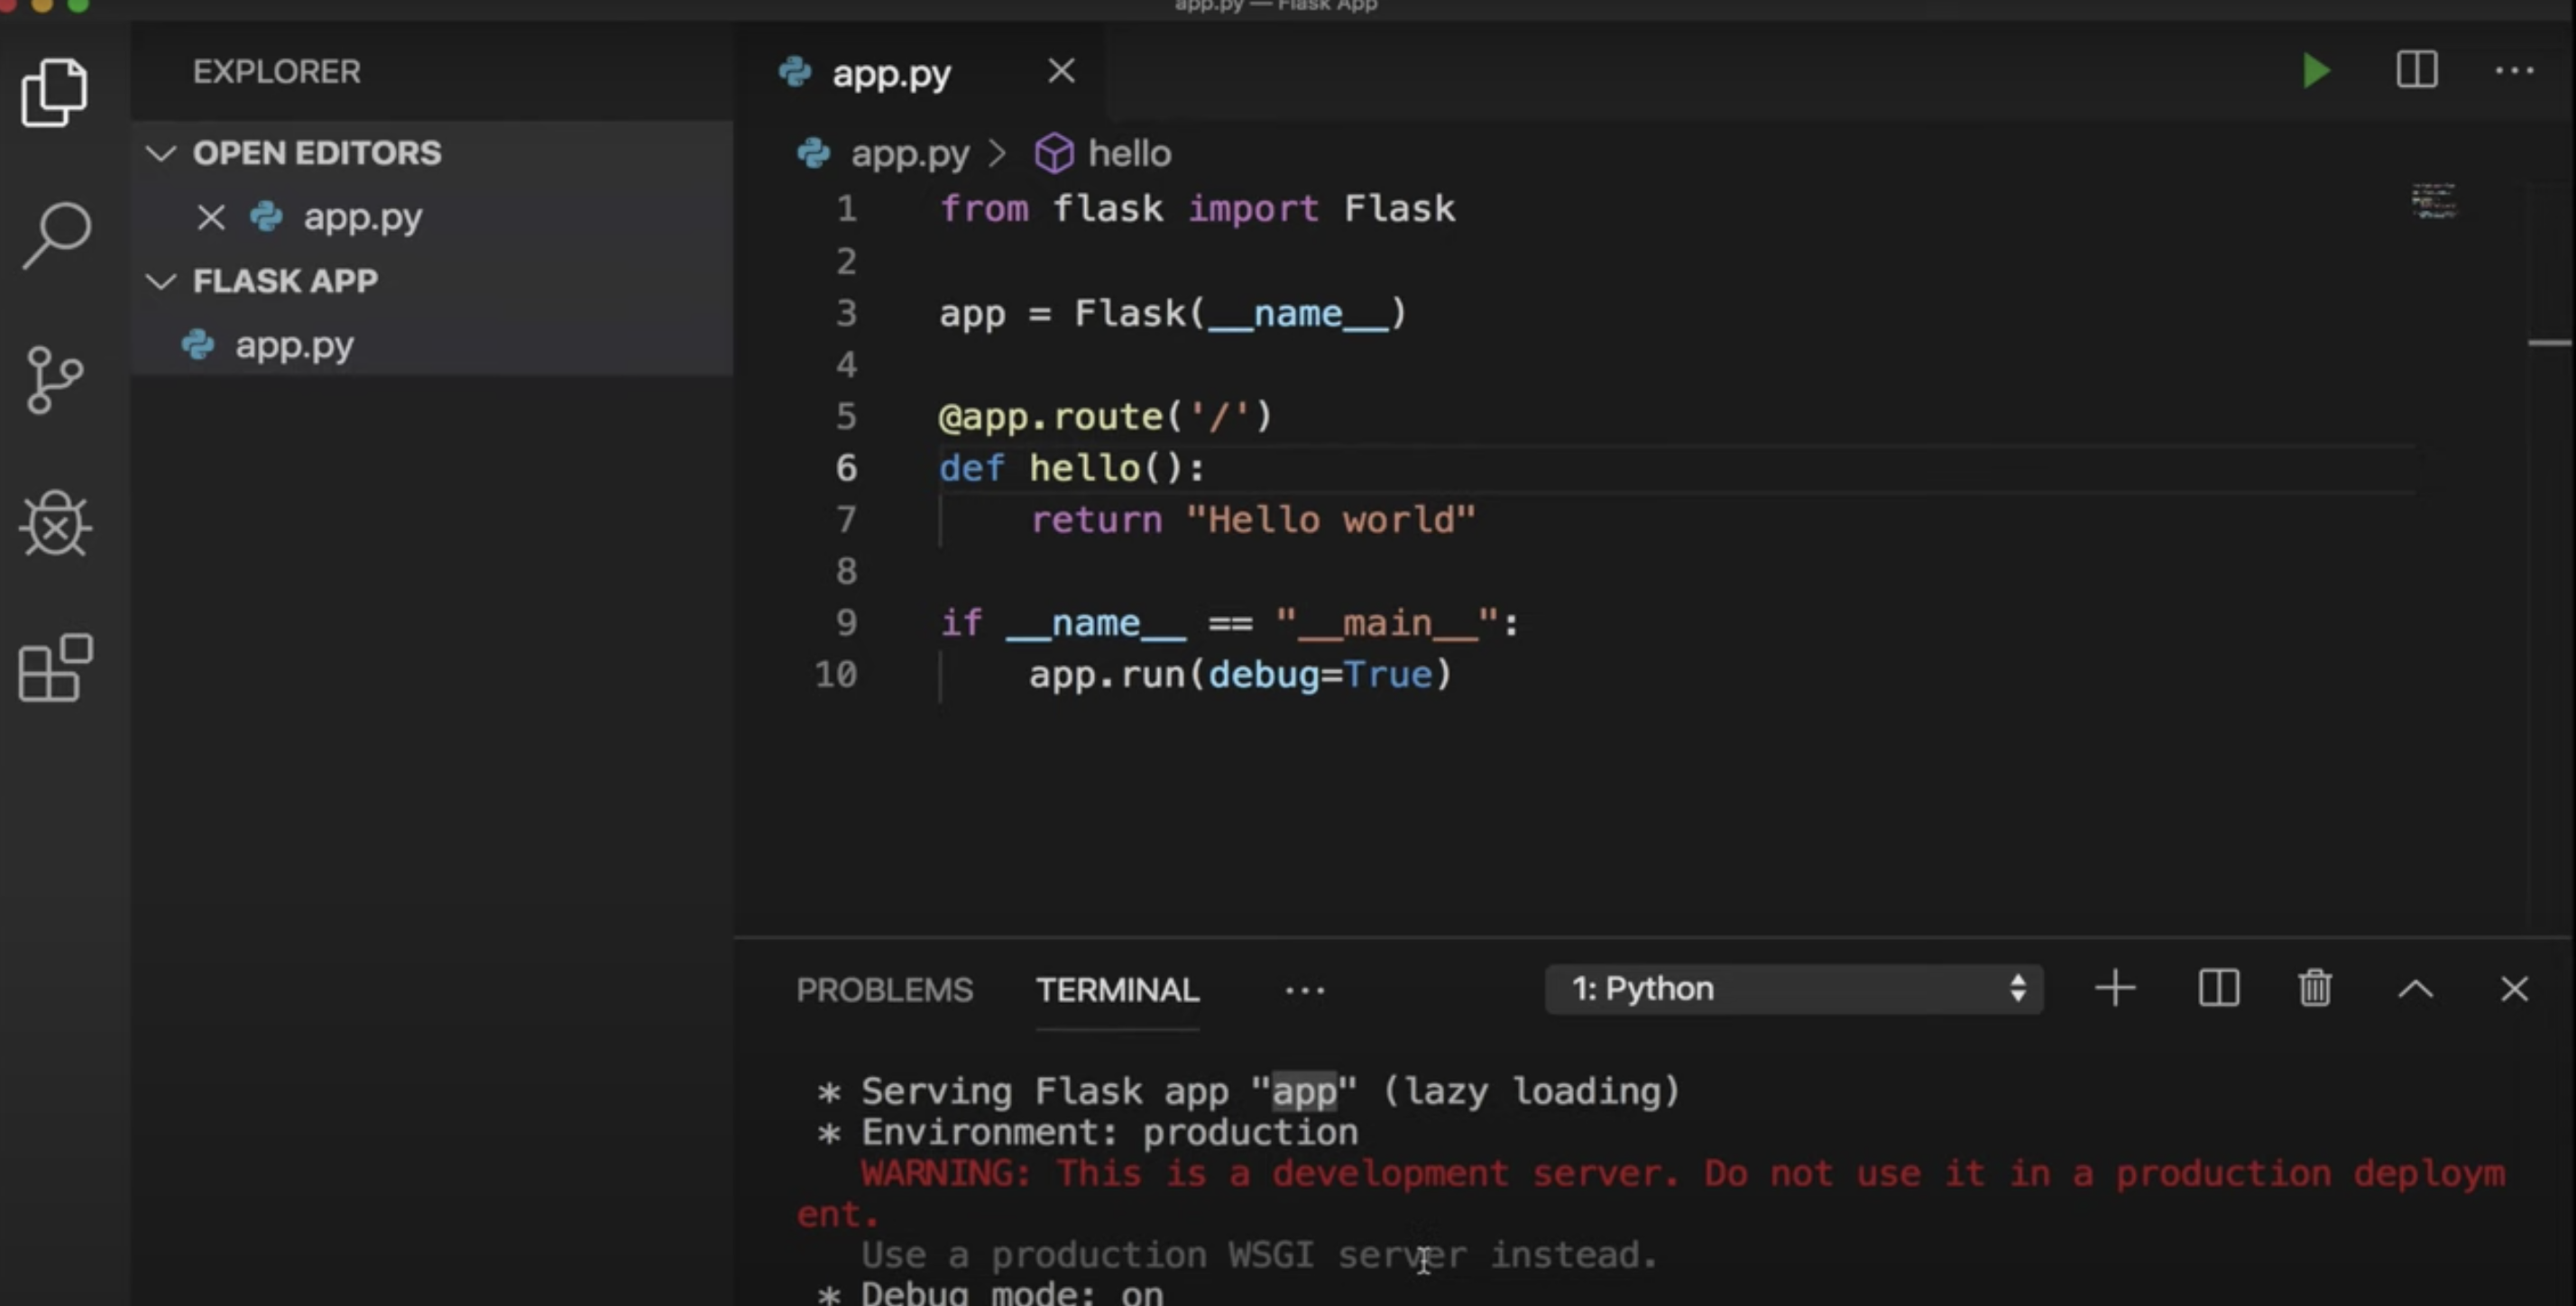 app.py — Flask App
EXPLORER
OPEN EDITORS
app.py
FLASK APP
app.py
app.py
app.py > hello
1 from flask import Flask
2
3 app = Flask(__name__)
4
5 @app.route('/')
6 def hello():
7     return "Hello world"
8
9 if __name__ == "__main__":
10     app.run(debug=True)
PROBLEMS TERMINAL ... 1: Python
* Serving Flask app "app" (lazy loading)
* Environment: production
WARNING: This is a development server. Do not use it in a production deploym
ent.
Use a production WSGI server instead.
* Debug mode: on